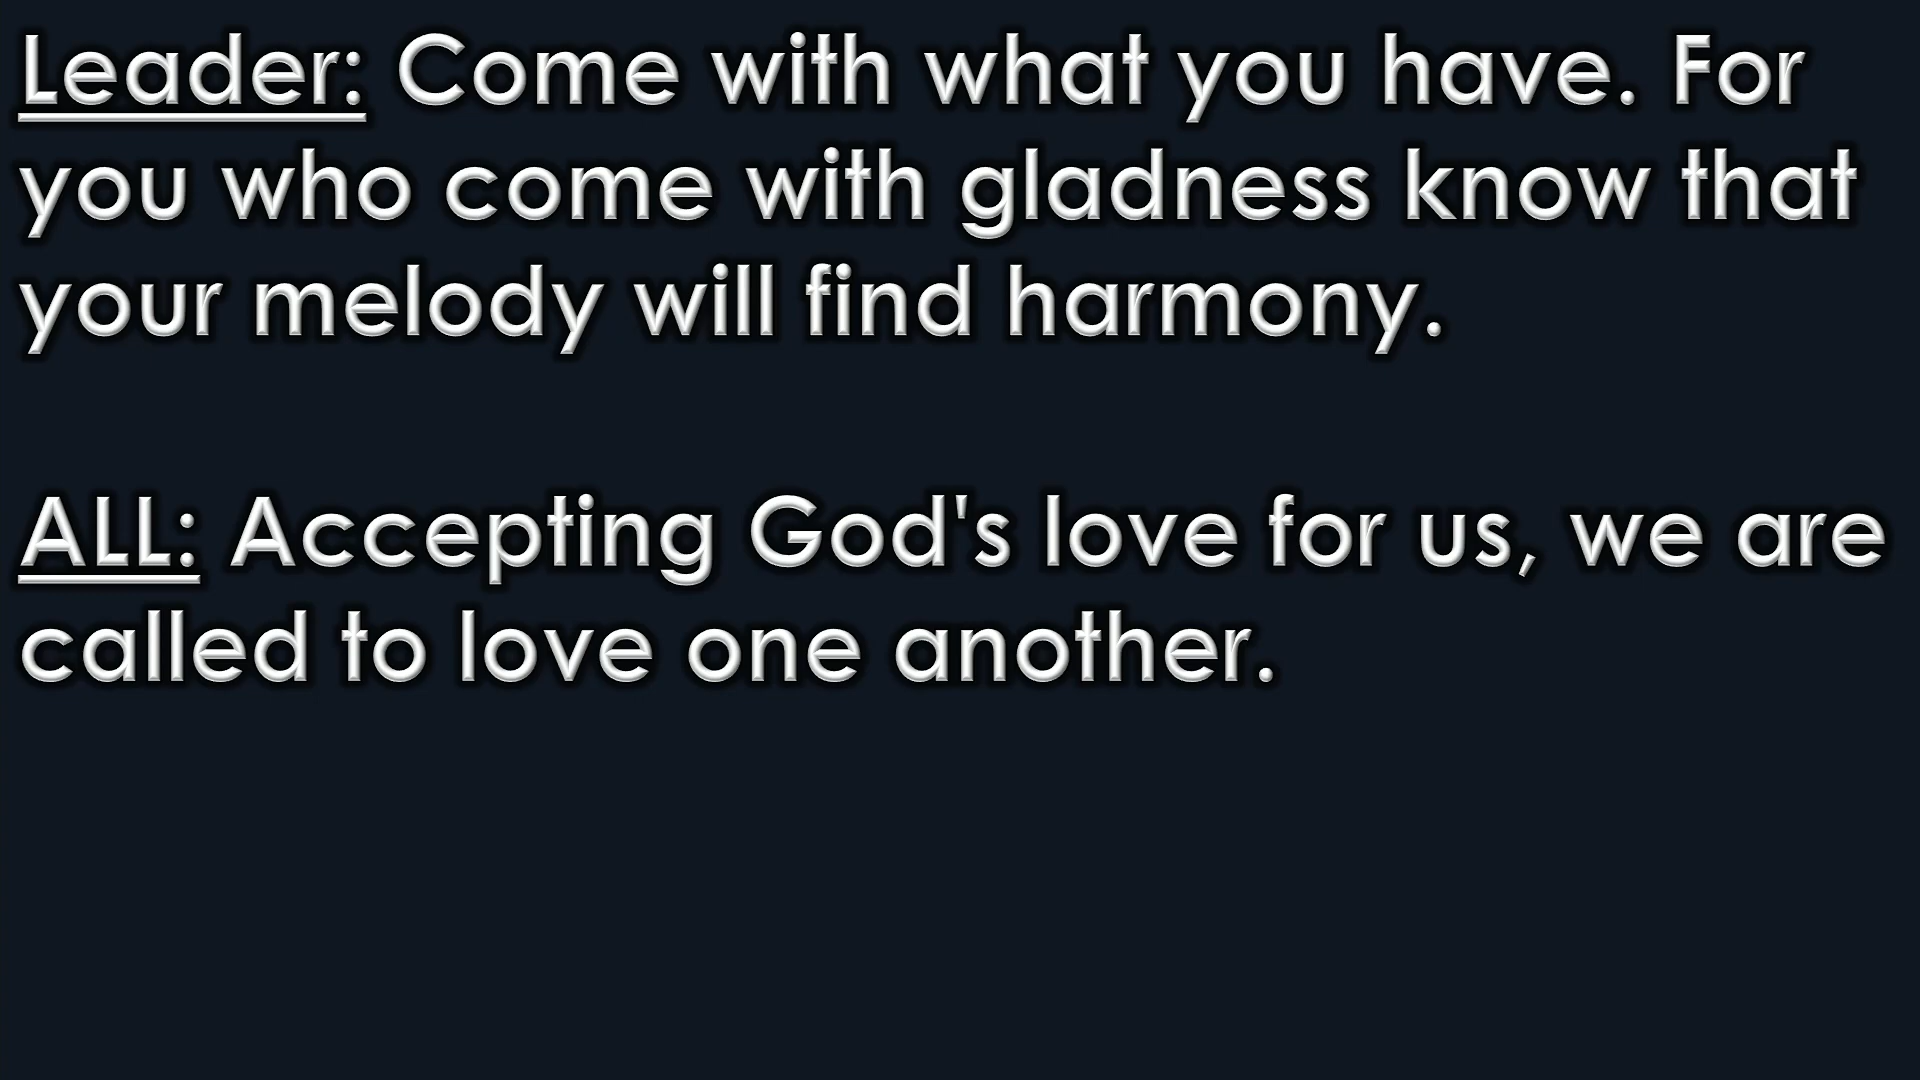 Leader: Come with what you have. For
you who come with gladness know that
your melody will find harmony.
ALL: Accepting God's love for us, we are
called to love one another.